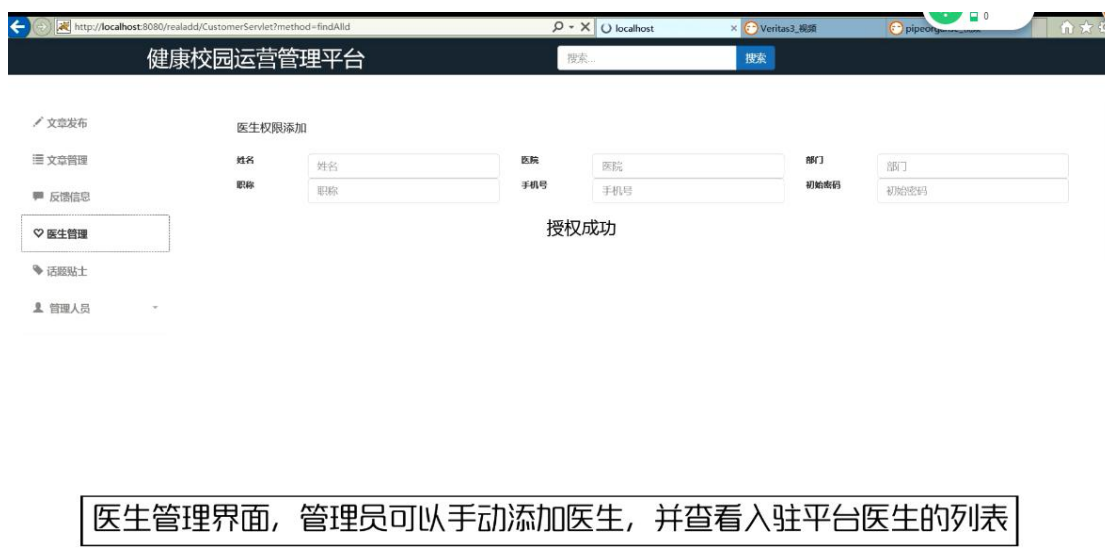 http://localhost:8080/realadd/CustomerServlet?method=findAlld
localhost
Veritas3_视频
0
健康校园运营管理平台
搜索...
搜索
文章发布
医生权限添加
文章管理
姓名 姓名 医院 医院 部门 部门
反馈信息
职称 职称 手机号 手机号 初始密码 初始密码
医生管理
授权成功
话题贴士
管理人员
医生管理界面，管理员可以手动添加医生，并查看入驻平台医生的列表